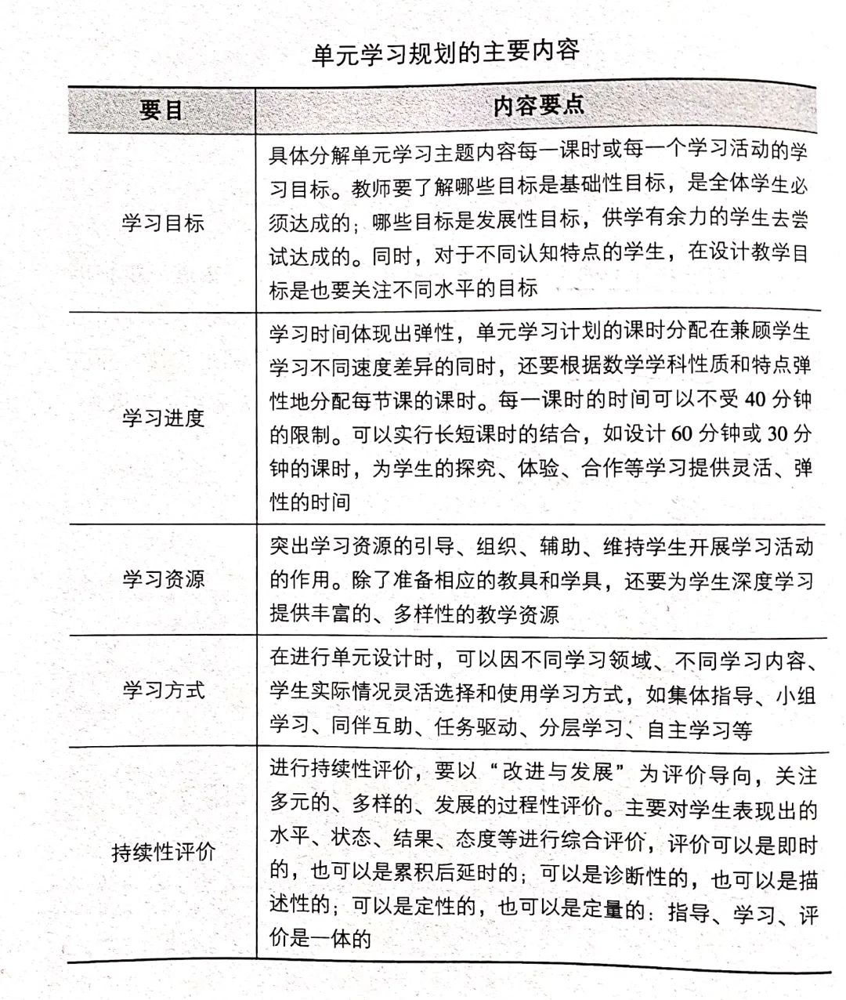 单元学习规划的主要内容
要目
内容要点
学习目标
具体分解单元学习主题内容每一课时或每一个学习活动的学
习目标。教师要了解哪些目标是基础性目标，是全体学生必
须达成的；哪些目标是发展性目标，供学有余力的学生去尝
试达成的。同时，对于不同认知特点的学生，在设计教学目
标是也要关注不同水平的目标
学习进度
学习时间体现出弹性，单元学习计划的课时分配在兼顾学生
学习不同速度差异的同时，还要根据数学学科性质和特点弹
性地分配每节课的课时。每一课时的时间可以不受 40 分钟
的限制。可以实行长短课时的结合，如设计 60 分钟或 30 分
钟的课时，为学生的探究、体验、合作等学习提供灵活、弹
性的时间
学习资源
突出学习资源的引导、组织、辅助、维持学生开展学习活动
的作用。除了准备相应的教具和学具，还要为学生深度学习
提供丰富的、多样性的教学资源
学习方式
在进行单元设计时，可以因不同学习领域、不同学习内容、
学生实际情况灵活选择和使用学习方式，如集体指导、小组
学习、同伴互助、任务驱动、分层学习、自主学习等
持续性评价
进行持续性评价，要以“改进与发展”为评价导向，关注
多元的、多样的、发展的过程性评价。主要对学生表现出的
水平、状态、结果、态度等进行综合评价，评价可以是即时
的，也可以是累积后延时的；可以是诊断性的，也可以是描
述性的；可以是定性的，也可以是定量的：指导、学习、评
价是一体的